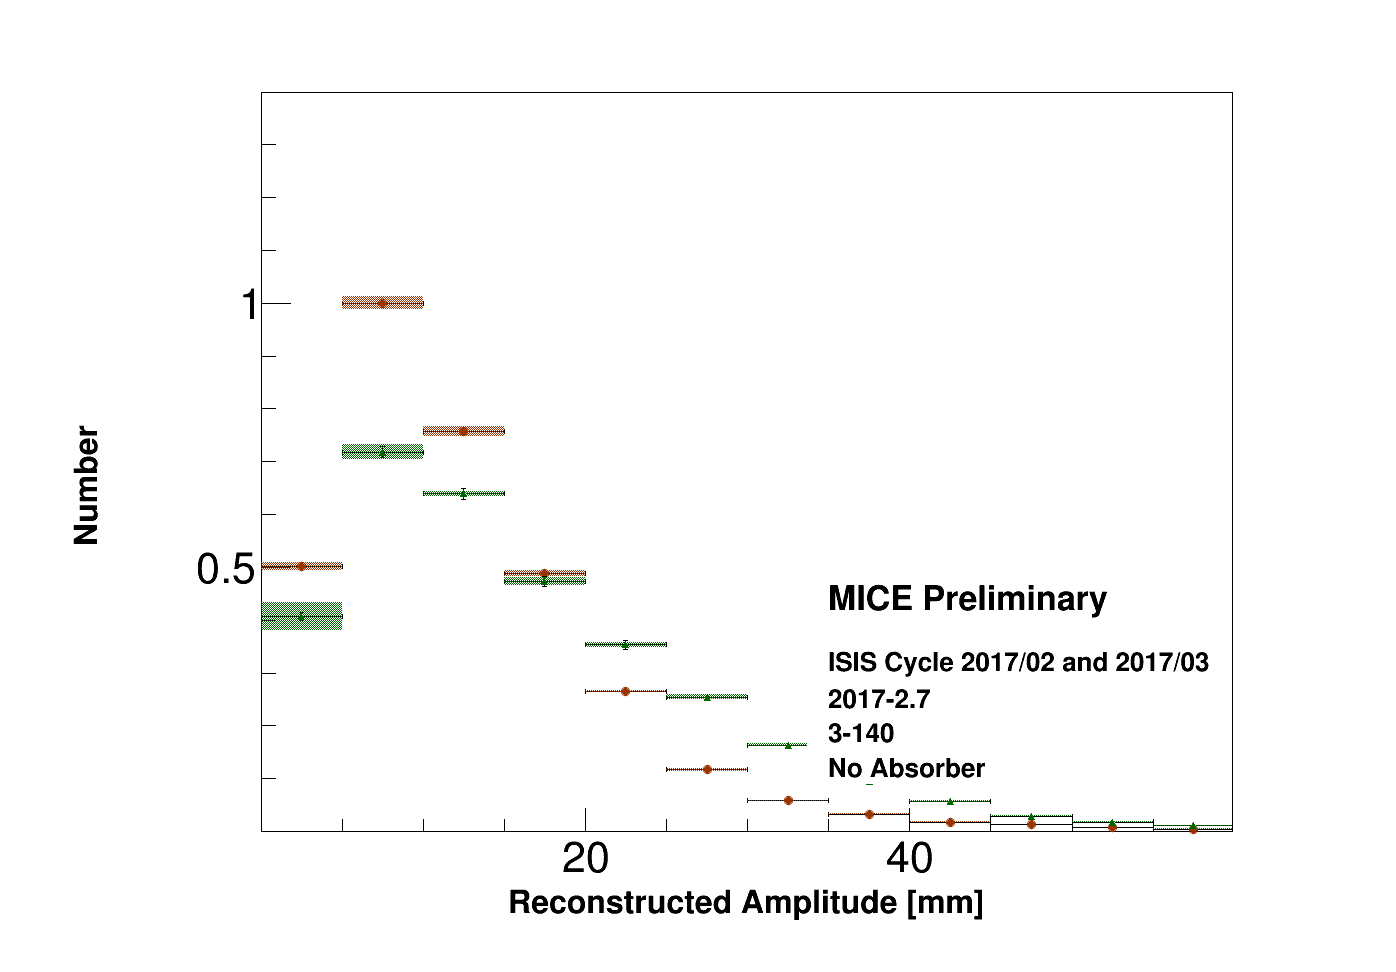 1
Number
0.5
MICE Preliminary
ISIS Cycle 2017/02 and 2017/03
2017-2.7
3-140
No Absorber
20 40
Reconstructed Amplitude [mm]